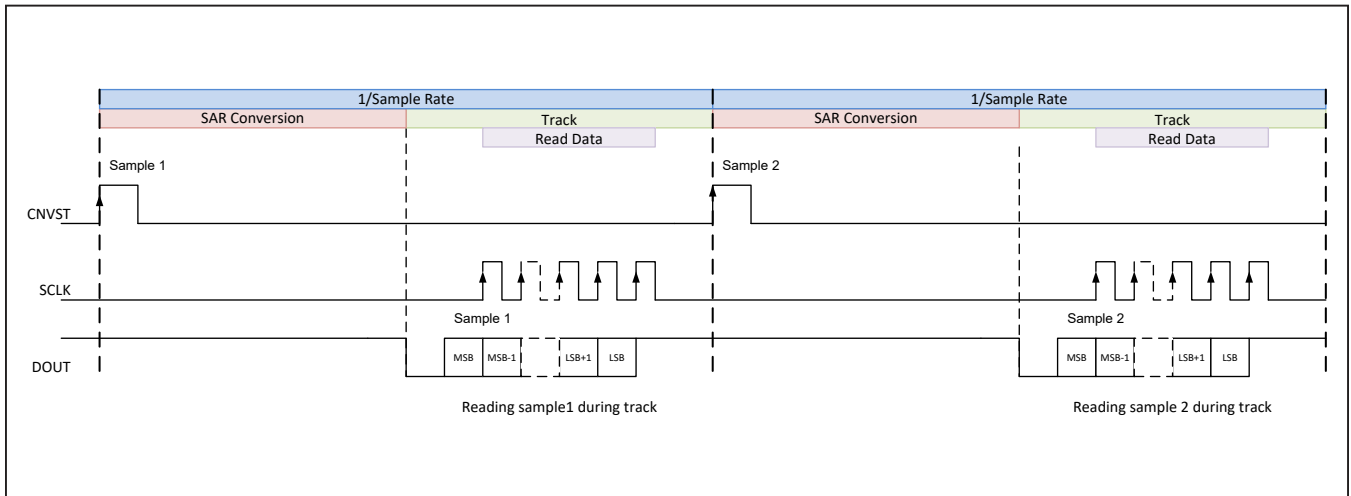 1/Sample Rate 1/Sample Rate
SAR Conversion Track SAR Conversion Track
Read Data Read Data
Sample 1 Sample 2
CNVST
SCLK
Sample 1 Sample 2
DOUT MSB MSB-1 LSB+1 LSB MSB MSB-1 LSB+1 LSB
Reading sample1 during track Reading sample 2 during track